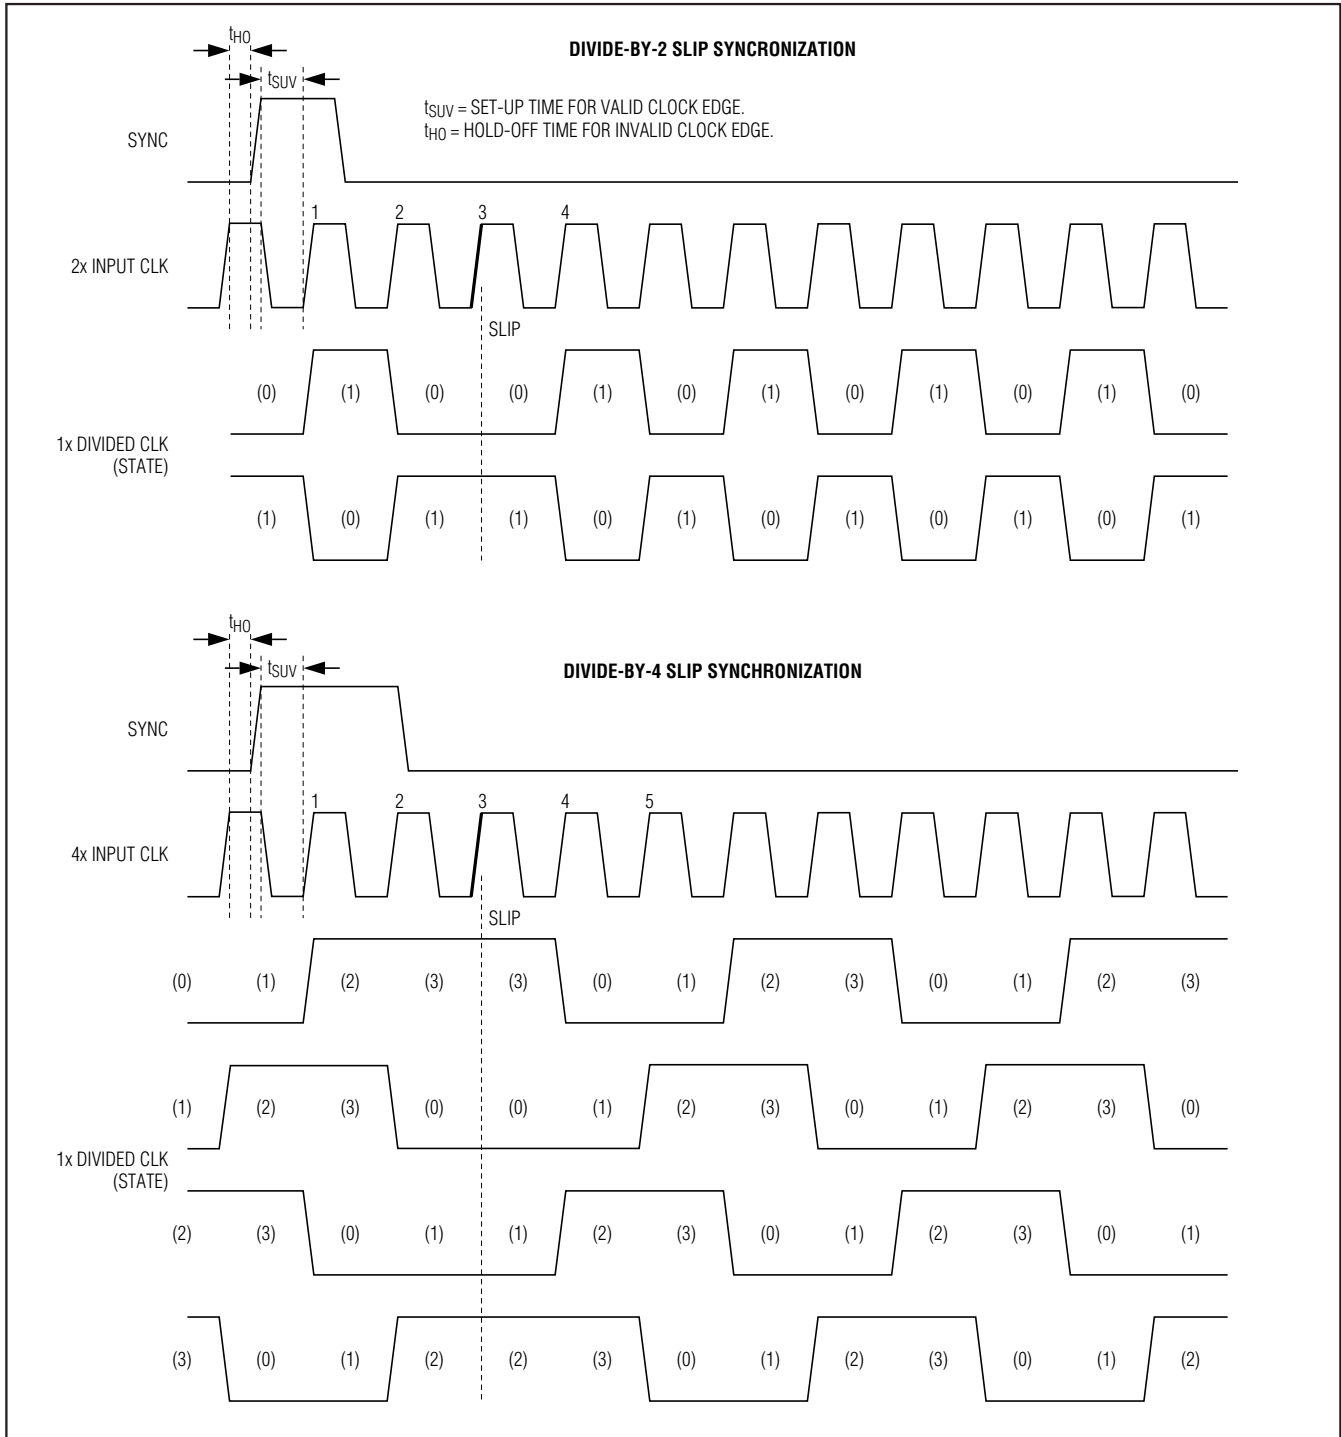 tHO
DIVIDE-BY-2 SLIP SYNCRONIZATION
tSUV
tSUV = SET-UP TIME FOR VALID CLOCK EDGE.
tHO = HOLD-OFF TIME FOR INVALID CLOCK EDGE.
SYNC
1 2 3 4
2x INPUT CLK
SLIP
(0) (1) (0) (0) (1) (0) (1) (0) (1) (0) (1) (0)
1x DIVIDED CLK
(STATE)
(1) (0) (1) (1) (0) (1) (0) (1) (0) (1) (0) (1)
tHO
tSUV
DIVIDE-BY-4 SLIP SYNCHRONIZATION
SYNC
1 2 3 4 5
4x INPUT CLK
SLIP
(0) (1) (2) (3) (3) (0) (1) (2) (3) (0) (1) (2) (3)
(1) (2) (3) (0) (0) (1) (2) (3) (0) (1) (2) (3) (0)
1x DIVIDED CLK
(STATE)
(2) (3) (0) (1) (1) (2) (3) (0) (1) (2) (3) (0) (1)
(3) (0) (1) (2) (2) (3) (0) (1) (2) (3) (0) (1) (2)